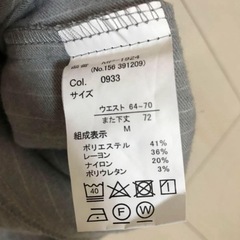 (No.156 391209)
Col. 0933
サイズ
ウエスト 64-70
また下丈 72
M
組成表示
ポリエステル 41%
レーヨン 36%
ナイロン 20%
ポリウレタン 3%
40
P W